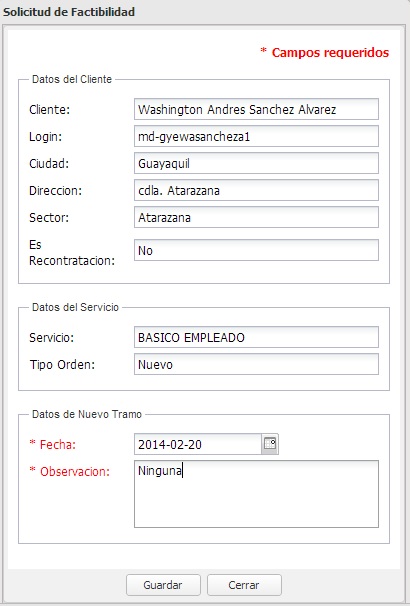 Solicitud de Factibilidad
* Campos requeridos
Datos del Cliente
Cliente: Washington Andres Sanchez Alvarez
Login: md-gyewasancheza1
Ciudad: Guayaquil
Direccion: cdla. Atarazana
Sector: Atarazana
Es
Recontratacion: No
Datos del Servicio
Servicio: BASICO EMPLEADO
Tipo Orden: Nuevo
Datos de Nuevo Tramo
* Fecha: 2014-02-20
* Observacion: Ninguna
Guardar Cerrar